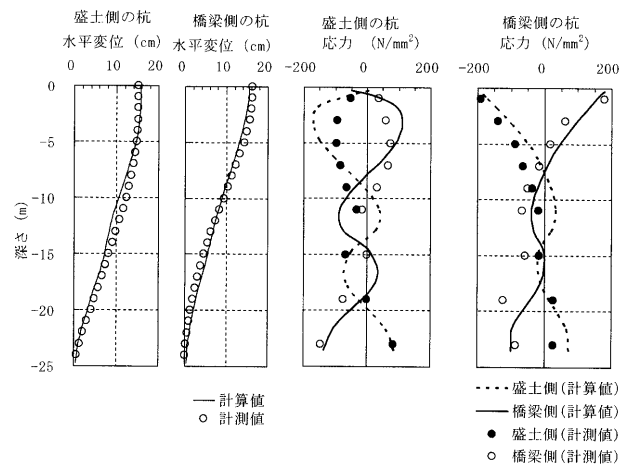 盛土側の杭
水平変位 (cm)
橋梁側の杭
水平変位 (cm)
盛土側の杭
応力 (N/mm²)
橋梁側の杭
応力 (N/mm²)
0 10 20
0 10 20
-200 0 200
-200 0 200
0
-5
-10
-15
-20
-25
深さ (m)
計算値
計測値
盛土側(計算値)
橋梁側(計算値)
盛土側(計測値)
橋梁側(計測値)